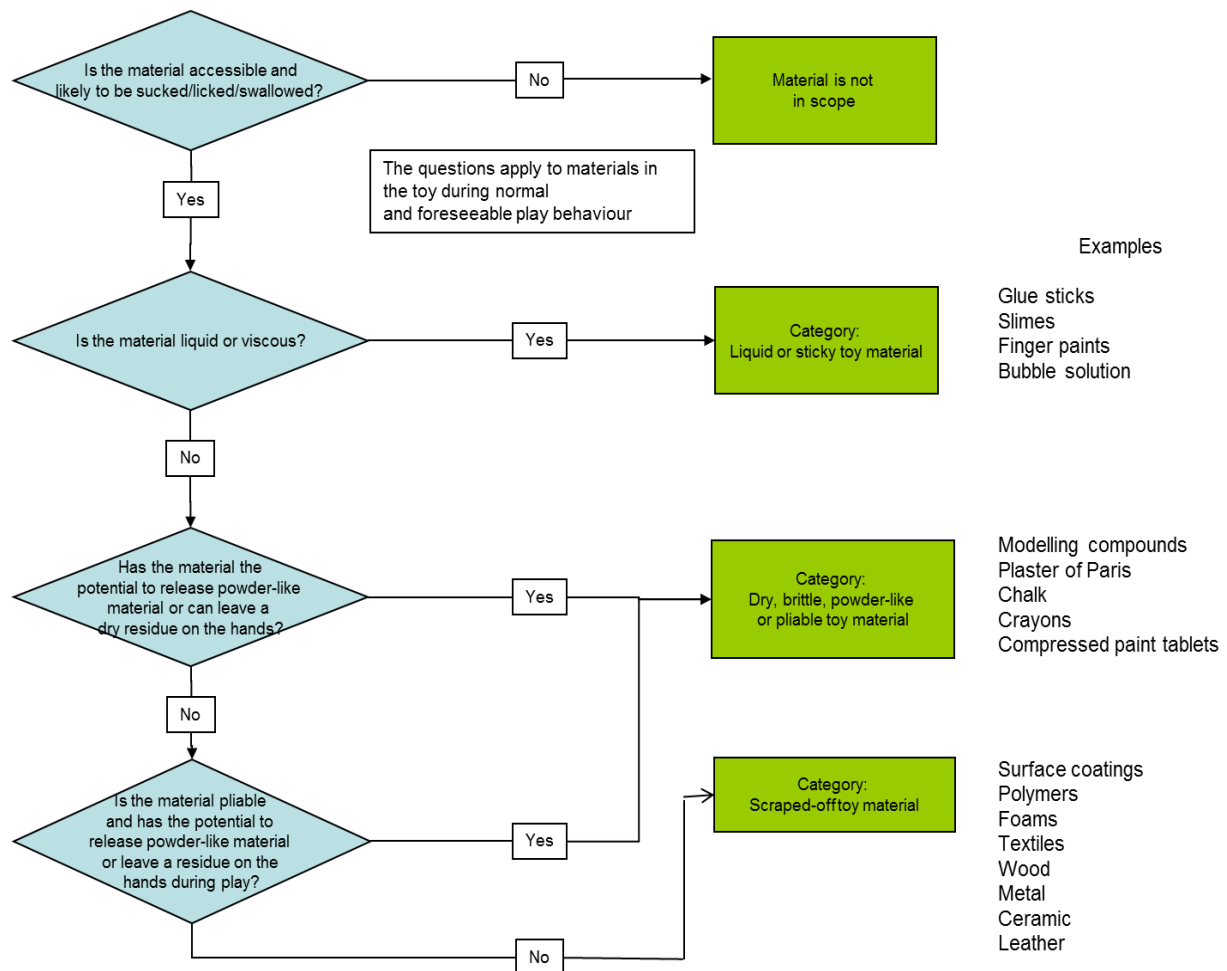 Is the material accessible and
likely to be sucked/licked/swallowed?
No
Material is not
in scope
The questions apply to materials in
the toy during normal
and foreseeable play behaviour
Yes
Examples
Is the material liquid or viscous?
Yes
Category:
Liquid or sticky toy material
Glue sticks
Slimes
Finger paints
Bubble solution
No
Has the material the
potential to release powder-like
material or can leave a
dry residue on the hands?
Yes
Category:
Dry, brittle, powder-like
or pliable toy material
Modelling compounds
Plaster of Paris
Chalk
Crayons
Compressed paint tablets
No
Is the material pliable
and has the potential to
release powder-like material
or leave a residue on the
hands during play?
Yes
Category:
Scraped-off toy material
Surface coatings
Polymers
Foams
Textiles
Wood
Metal
Ceramic
Leather
No